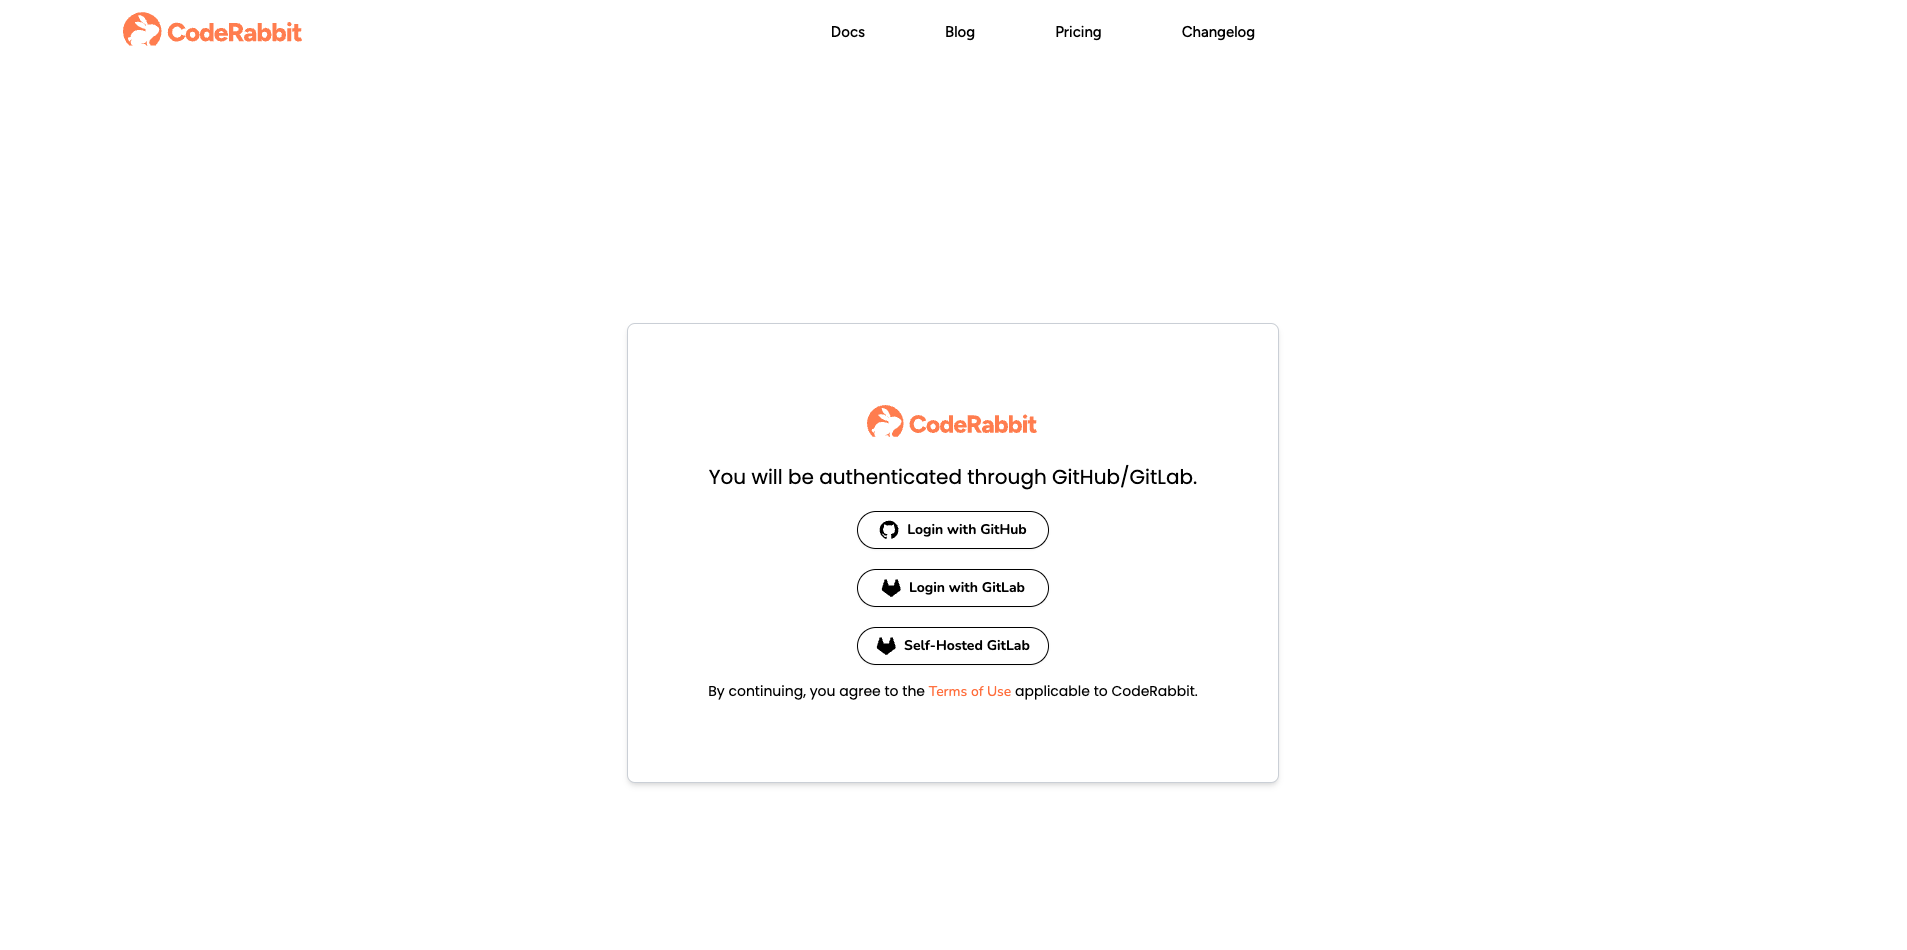 CodeRabbit
Docs
Blog
Pricing
Changelog
CodeRabbit
You will be authenticated through GitHub/GitLab.
Login with GitHub
Login with GitLab
Self-Hosted GitLab
By continuing, you agree to the Terms of Use applicable to CodeRabbit.